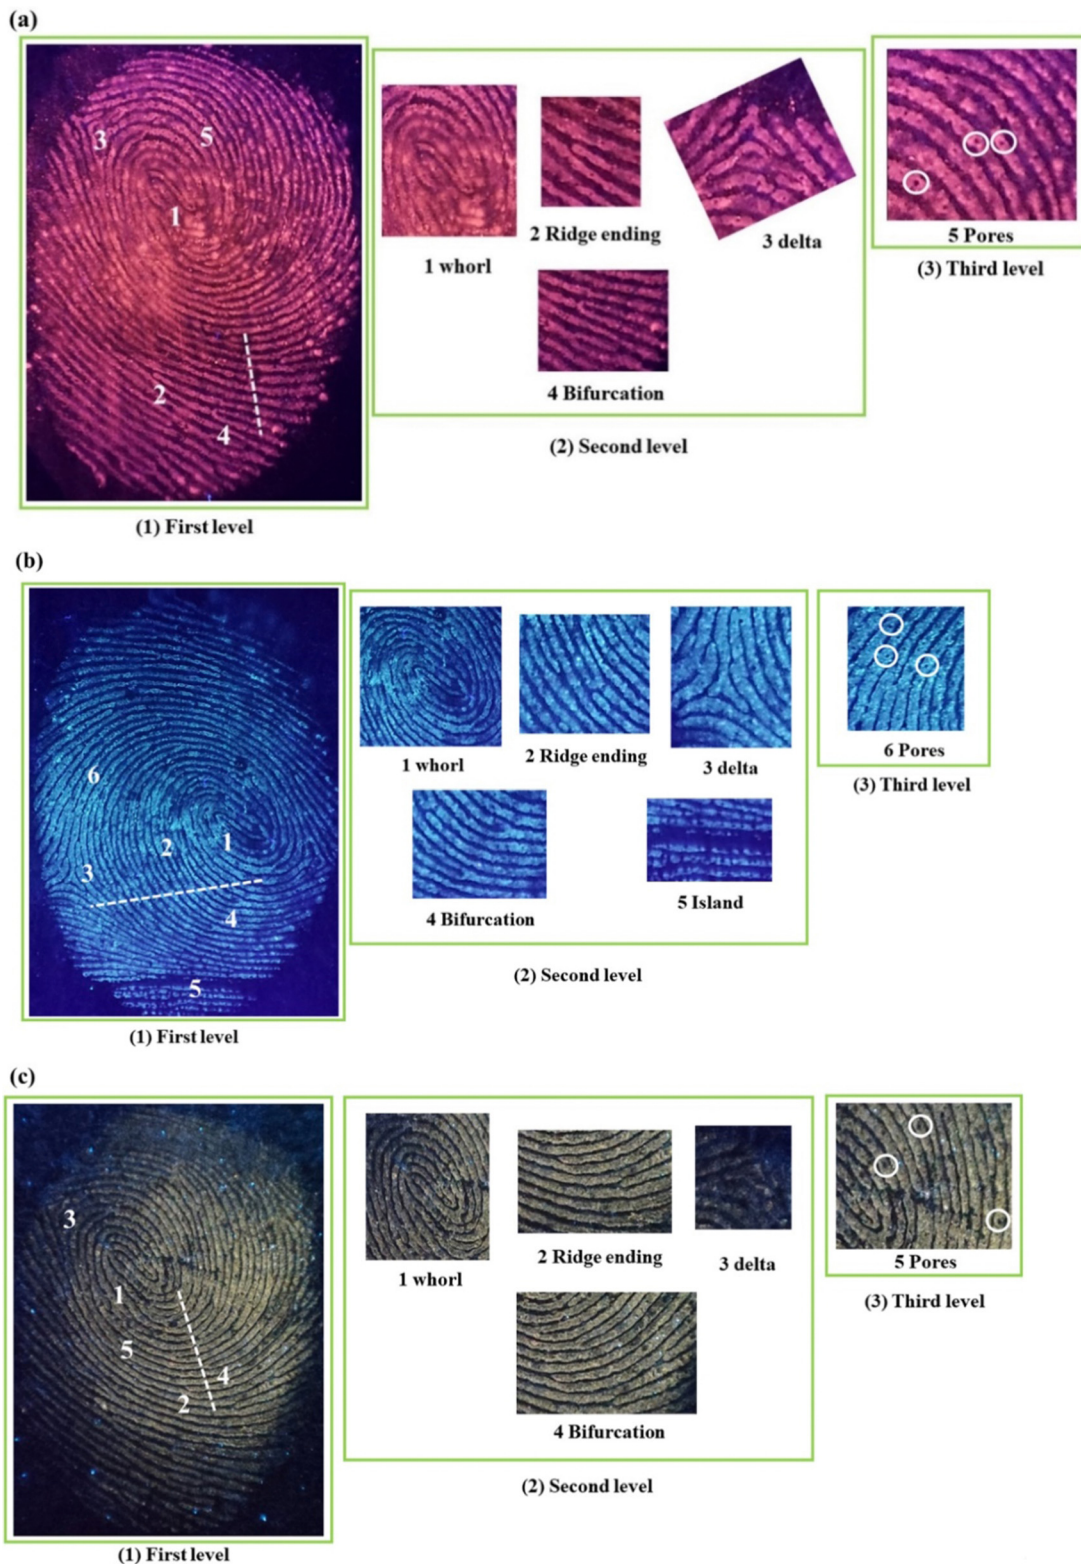 (a)
3
5
1
2
4
(1) First level
1 whorl
2 Ridge ending
3 delta
4 Bifurcation
(2) Second level
5 Pores
(3) Third level
(b)
6
1
2
3
4
5
(1) First level
1 whorl
2 Ridge ending
3 delta
4 Bifurcation
5 Island
(2) Second level
6 Pores
(3) Third level
(c)
3
1
5
4
2
(1) First level
1 whorl
2 Ridge ending
3 delta
4 Bifurcation
(2) Second level
5 Pores
(3) Third level